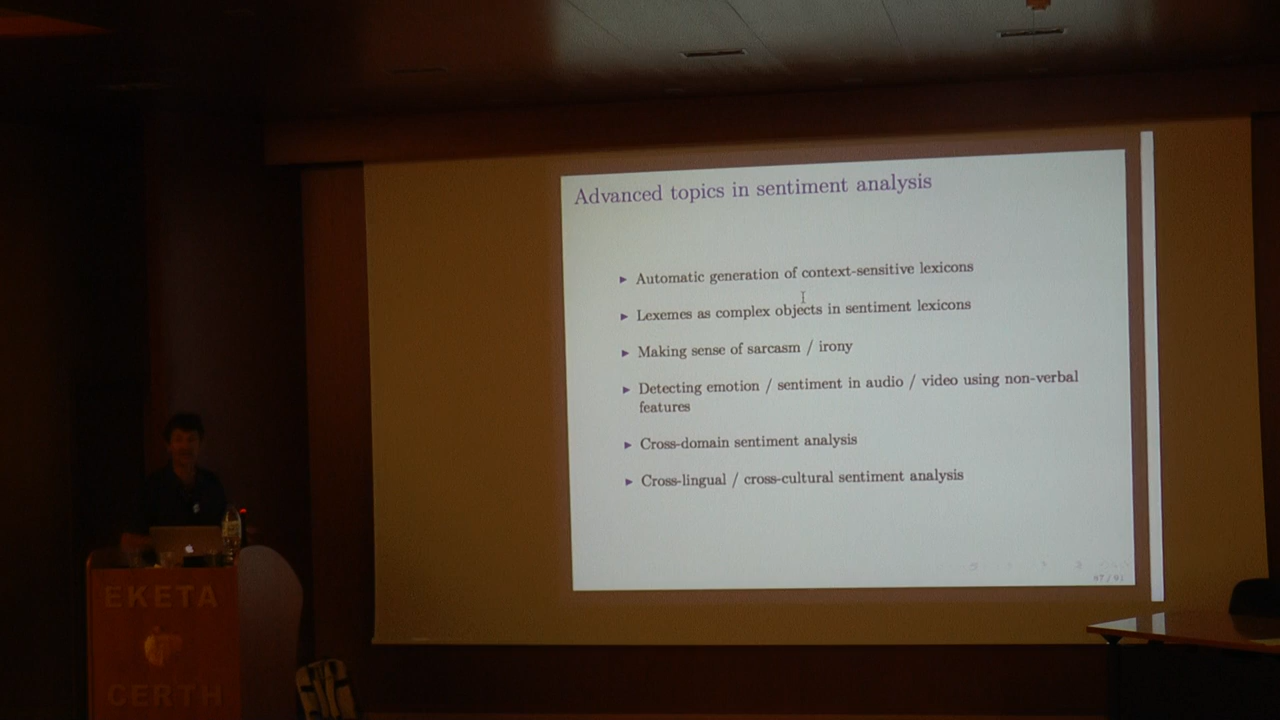 Advanced topics in sentiment analysis
▸ Automatic generation of context-sensitive lexicons
▸ Lexemes as complex objects in sentiment lexicons
▸ Making sense of sarcasm / irony
▸ Detecting emotion / sentiment in audio / video using non-verbal
features
▸ Cross-domain sentiment analysis
▸ Cross-lingual / cross-cultural sentiment analysis
EKETA
CERTH